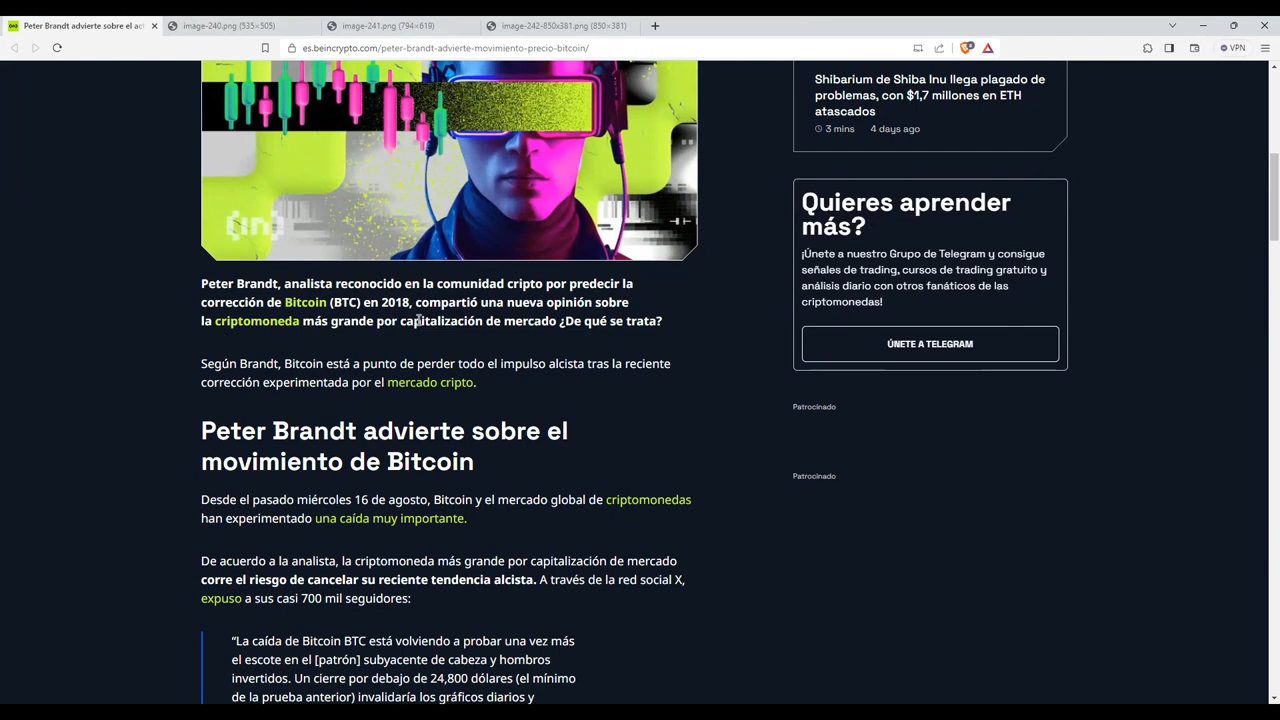 Peter Brandt advierte sobre el ac
image-240.png (535×505)
image-241.png (794×619)
image-242-850x381.png (850×381)
es.beincrypto.com/peter-brandt-advierte-movimiento-precio-bitcoin/
VPN
[in]
Peter Brandt, analista reconocido en la comunidad cripto por predecir la
corrección de Bitcoin (BTC) en 2018, compartió una nueva opinión sobre
la criptomoneda más grande por capitalización de mercado ¿De qué se trata?
Según Brandt, Bitcoin está a punto de perder todo el impulso alcista tras la reciente
corrección experimentada por el mercado cripto.
Peter Brandt advierte sobre el
movimiento de Bitcoin
Desde el pasado miércoles 16 de agosto, Bitcoin y el mercado global de criptomonedas
han experimentado una caída muy importante.
De acuerdo a la analista, la criptomoneda más grande por capitalización de mercado
corre el riesgo de cancelar su reciente tendencia alcista. A través de la red social X,
expuso a sus casi 700 mil seguidores:
“La caída de Bitcoin BTC está volviendo a probar una vez más
el escote en el [patrón] subyacente de cabeza y hombros
invertidos. Un cierre por debajo de 24,800 dólares (el mínimo
de la prueba anterior) invalidaría los gráficos diarios y
Shibarium de Shiba Inu llega plagado de
problemas, con $1,7 millones en ETH
atascados
3 mins 4 days ago
Quieres aprender
más?
¡Únete a nuestro Grupo de Telegram y consigue
señales de trading, cursos de trading gratuito y
análisis diario con otros fanáticos de las
criptomonedas!
ÚNETE A TELEGRAM
Patrocinado
Patrocinado